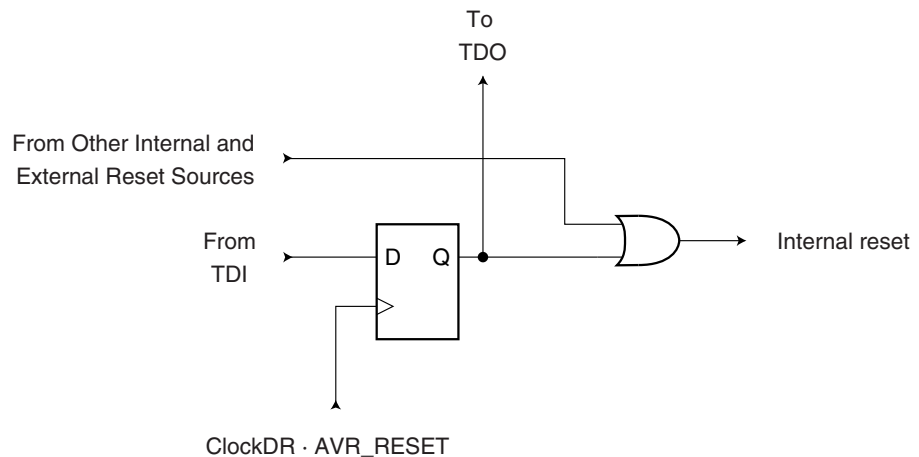 To
TDO
From Other Internal and
External Reset Sources
From
TDI
D
Q
Internal reset
ClockDR · AVR_RESET